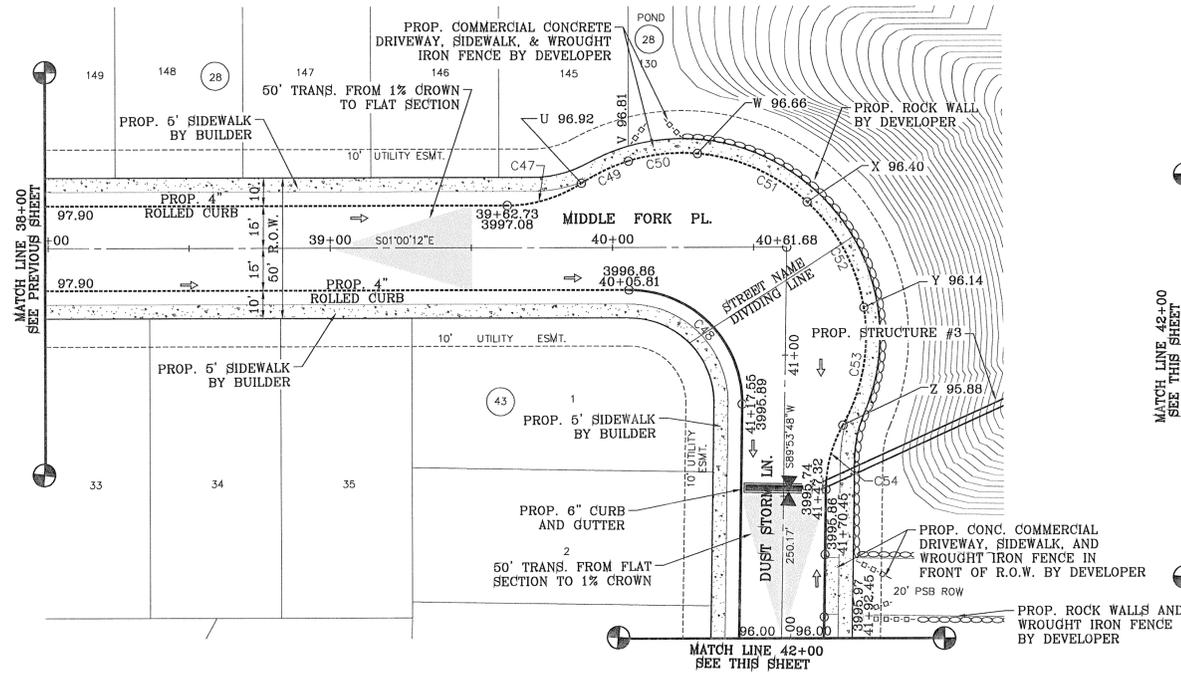 PROP. COMMERCIAL CONCRETE
DRIVEWAY, SIDEWALK, & WROUGHT
IRON FENCE BY DEVELOPER
POND
28
130
149
148
28
147
146
145
50' TRANS. FROM 1% CROWN
TO FLAT SECTION
PROP. 5' SIDEWALK
BY BUILDER
10' UTILITY ESMT.
U 96.92
V 96.81
W 96.66
PROP. ROCK WALL
BY DEVELOPER
X 96.40
C47
C49
C50
C51
C52
MATCH LINE 38+00
SEE PREVIOUS SHEET
PROP. 4"
ROLLED CURB
97.90
+00
10'
15'
15'
10'
50' R.O.W.
39+00
S01°00'12"E
39+62.73
3997.08
MIDDLE FORK PL.
40+00
40+61.68
STREET NAME
DIVIDING LINE
3996.86
40+05.81
97.90
PROP. 4"
ROLLED CURB
Y 96.14
PROP. STRUCTURE #3
MATCH LINE 42+00
SEE THIS SHEET
C48
41+00
C53
10' UTILITY ESMT.
PROP. 5' SIDEWALK
BY BUILDER
43
1
PROP. 5' SIDEWALK
BY BUILDER
41+17.55
3995.89
S89°53'48"W
Z 95.88
10' UTILITY
ESMT.
33
34
35
3995.74
41+47.32
C54
PROP. 6" CURB
AND GUTTER
DUST STORM LN.
250.17'
3995.86
41+70.45
2
50' TRANS. FROM FLAT
SECTION TO 1% CROWN
PROP. CONC. COMMERCIAL
DRIVEWAY, SIDEWALK, AND
WROUGHT IRON FENCE IN
FRONT OF R.O.W. BY DEVELOPER
20' PSB ROW
3995.97
41+92.45
PROP. ROCK WALLS AND
WROUGHT IRON FENCE
BY DEVELOPER
96.00
00
96.00
MATCH LINE 42+00
SEE THIS SHEET